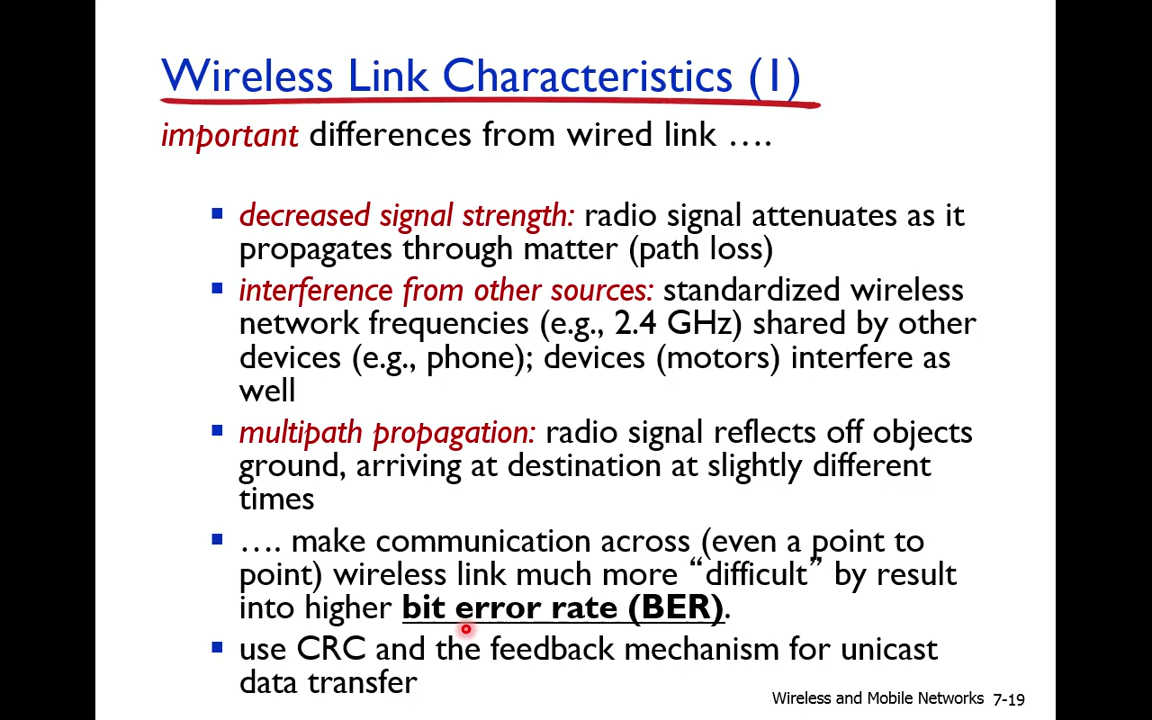 Wireless Link Characteristics (1)
important differences from wired link ….
decreased signal strength: radio signal attenuates as it
propagates through matter (path loss)
interference from other sources: standardized wireless
network frequencies (e.g., 2.4 GHz) shared by other
devices (e.g., phone); devices (motors) interfere as
well
multipath propagation: radio signal reflects off objects
ground, arriving at destination at slightly different
times
…. make communication across (even a point to
point) wireless link much more “difficult” by result
into higher bit error rate (BER).
use CRC and the feedback mechanism for unicast
data transfer
Wireless and Mobile Networks 7-19